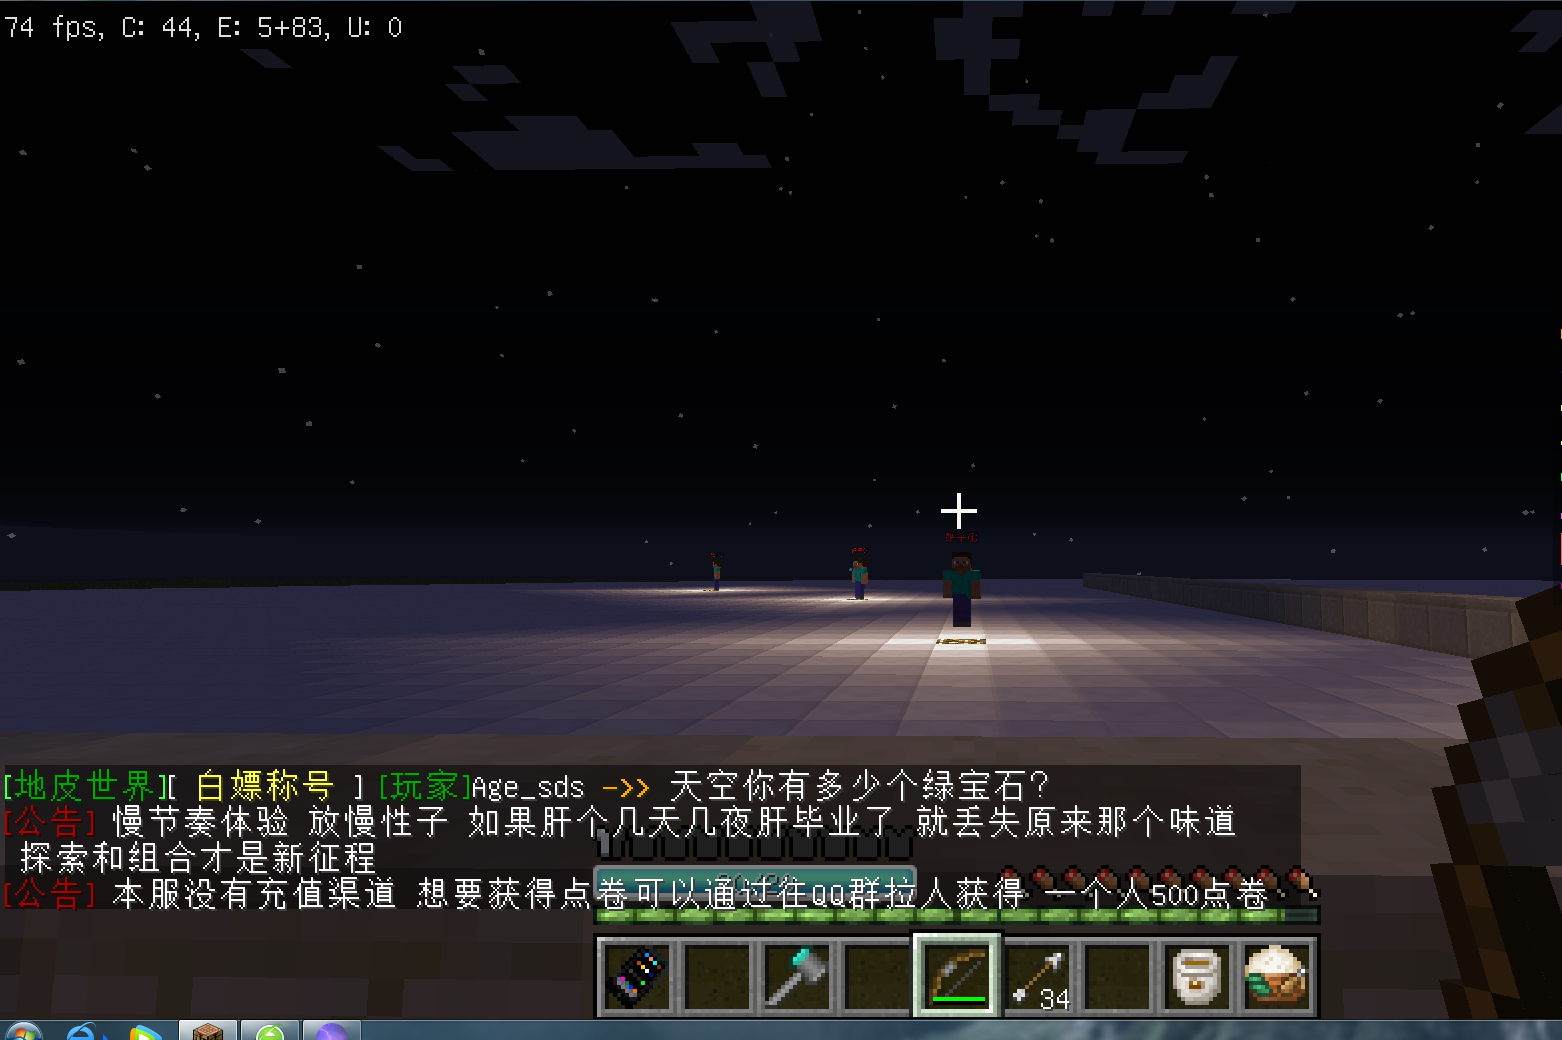 74 fps, C: 44, E: 5+83, U: 0
[地皮世界][ 白嫖称号 ] [玩家]Age_sds ->> 天空你有多少个绿宝石?
[公告] 慢节奏体验 放慢性子 如果肝个几天几夜肝毕业了 就丢失原来那个味道
探索和组合才是新征程
[公告] 本服没有充值渠道 想要获得点卷可以通过往QQ群拉人获得 一个人500点卷
34